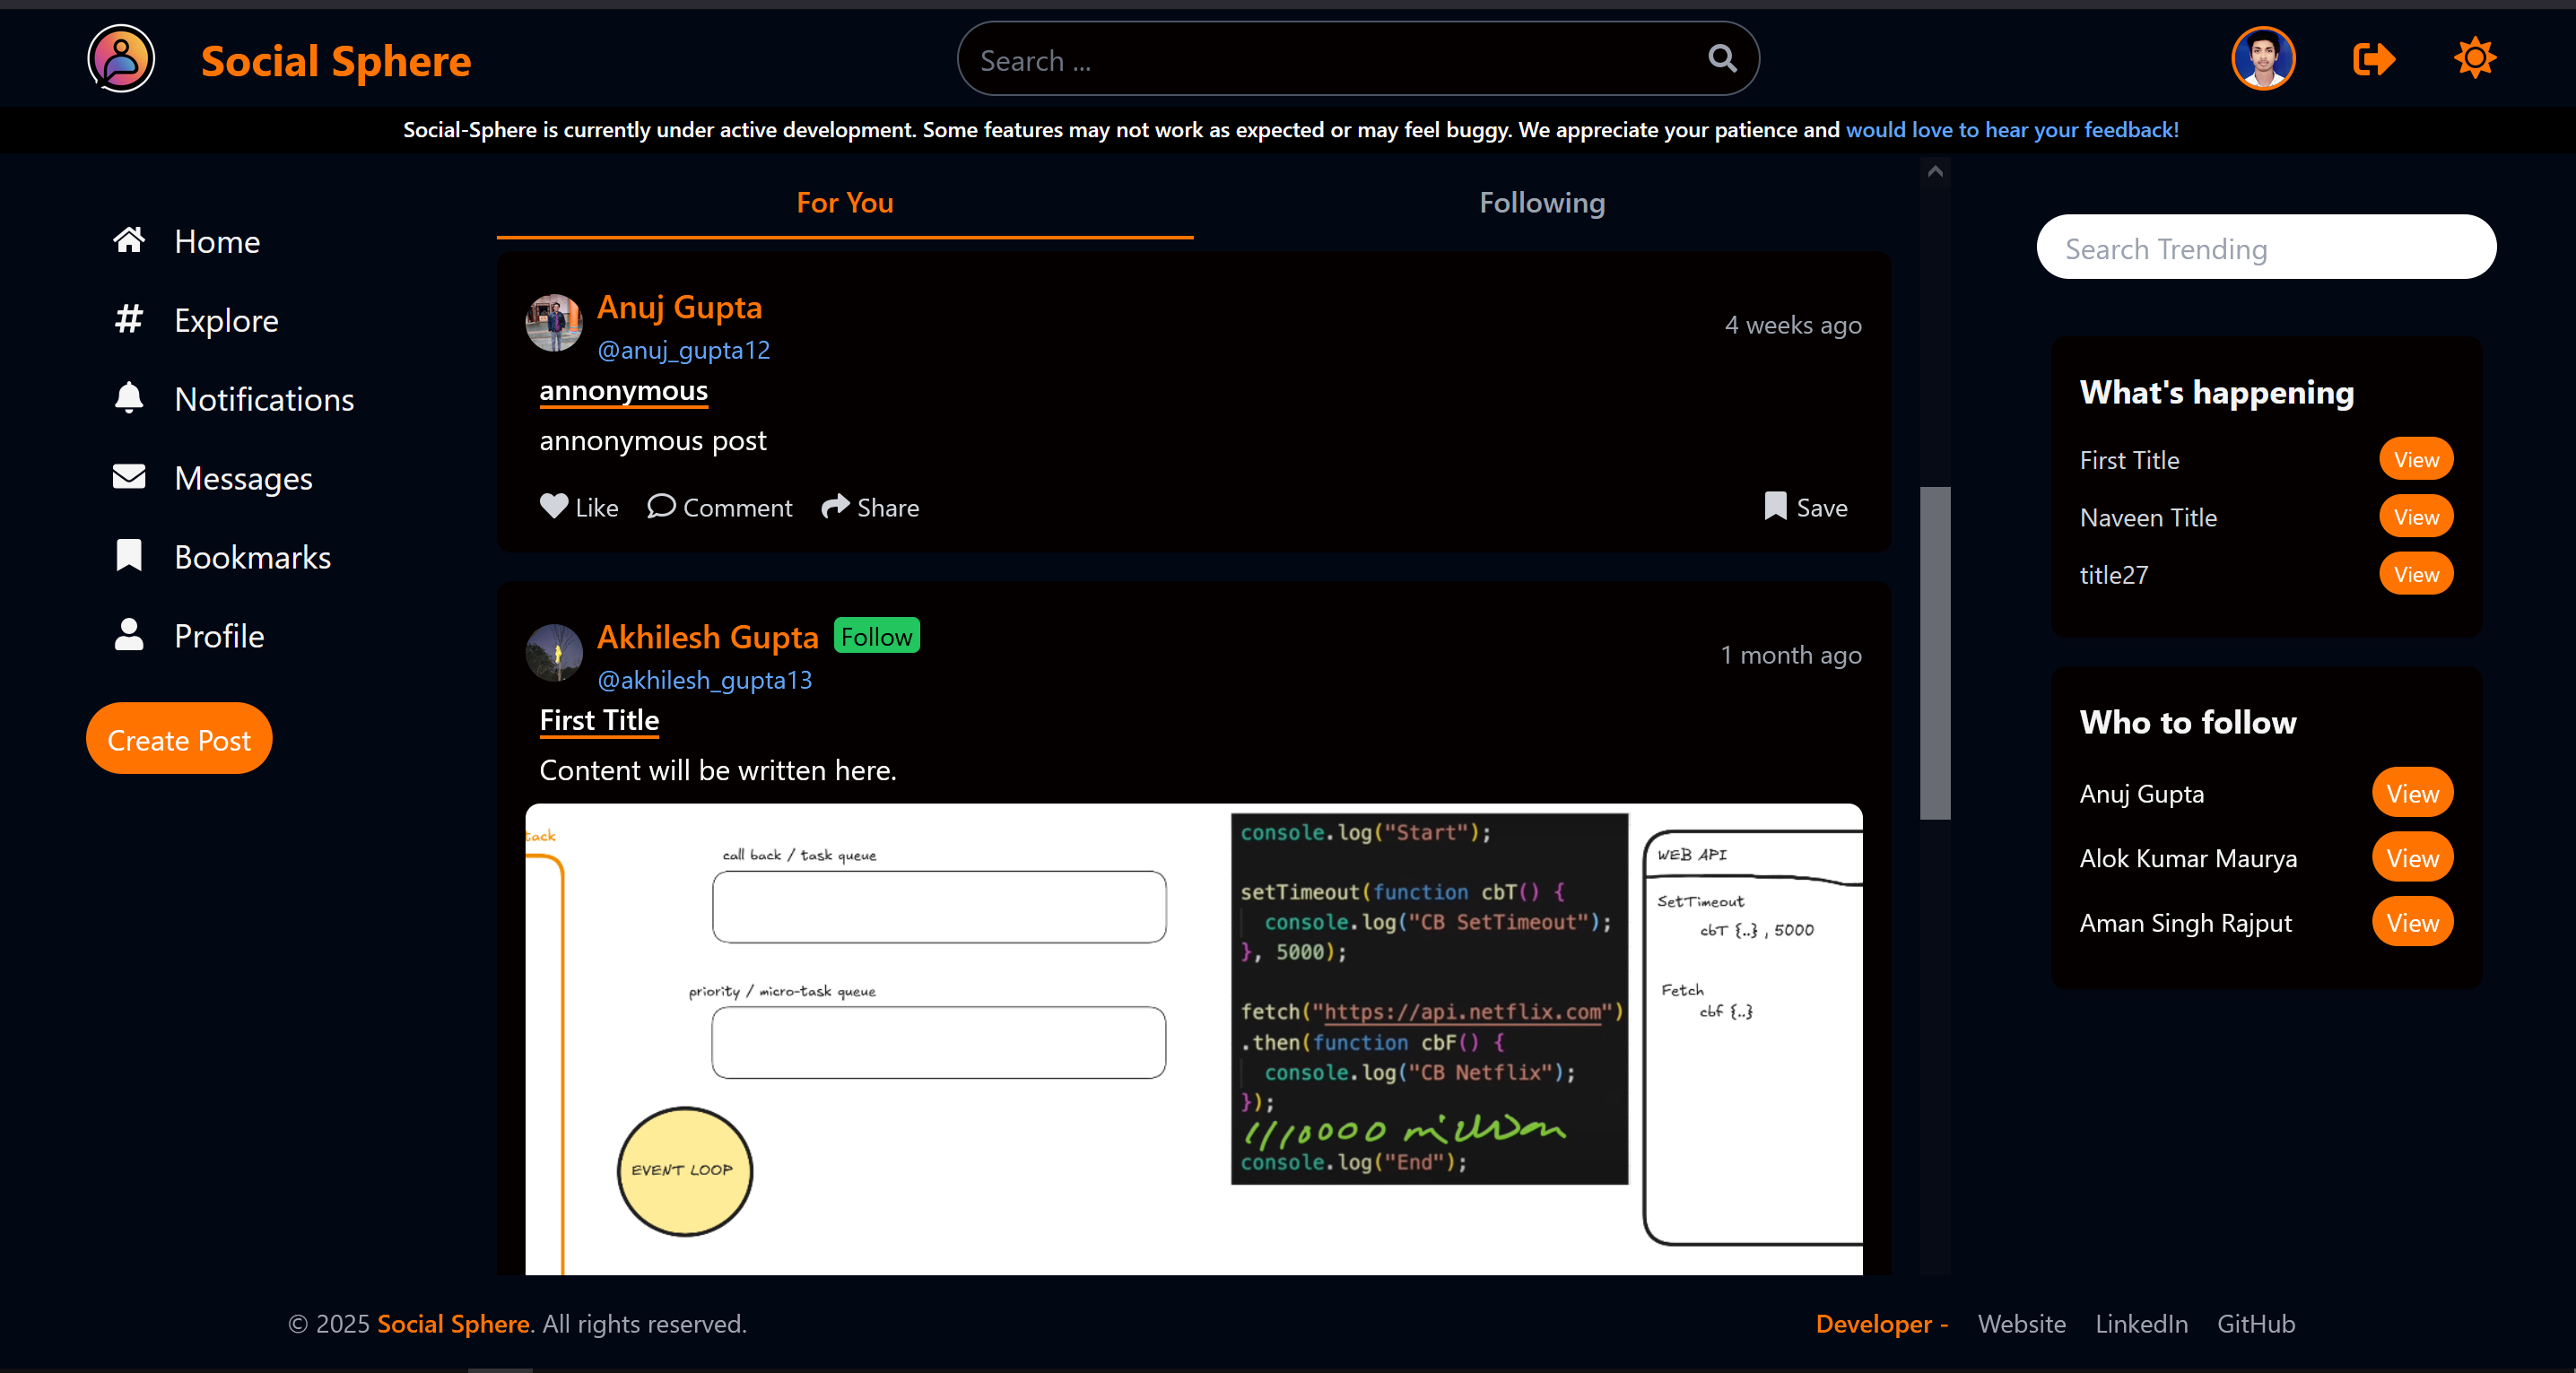 Social Sphere
Search ...
Social-Sphere is currently under active development. Some features may not work as expected or may feel buggy. We appreciate your patience and would love to hear your feedback!
Home
Explore
Notifications
Messages
Bookmarks
Profile
Create Post
For You
Following
Anuj Gupta
@anuj_gupta12
4 weeks ago
annonymous
annonymous post
Like
Comment
Share
Save
Akhilesh Gupta
Follow
@akhilesh_gupta13
1 month ago
First Title
Content will be written here.
tack
call back / task queue
priority / micro-task queue
EVENT LOOP
console.log("Start");
setTimeout(function cbT() {
console.log("CB SetTimeout");
}, 5000);
fetch("https://api.netflix.com")
.then(function cbF() {
console.log("CB Netflix");
});
console.log("End");
WEB API
SetTimeout
cbT {..} , 5000
Fetch
cbf {..}
Search Trending
What's happening
First Title View
Naveen Title View
title27 View
Who to follow
Anuj Gupta View
Alok Kumar Maurya View
Aman Singh Rajput View
© 2025 Social Sphere. All rights reserved.
Developer - Website LinkedIn GitHub